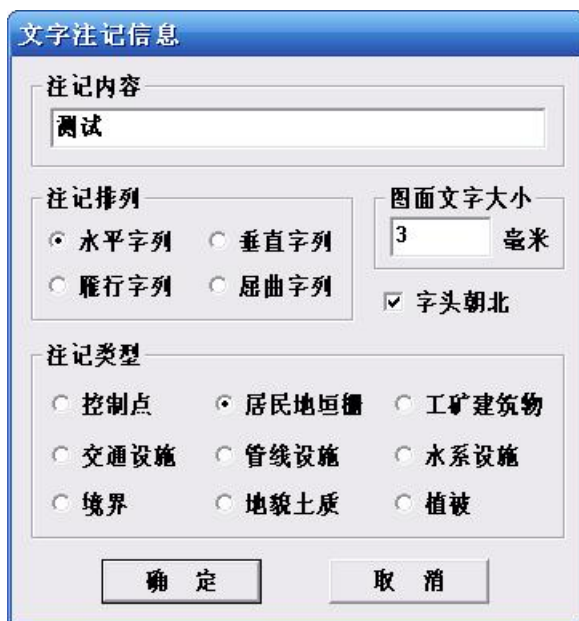 文字注记信息
注记内容
测试
注记排列
图面文字大小
水平字列 垂直字列
3 毫米
雁行字列 屈曲字列
字头朝北
注记类型
控制点 居民地垣栅 工矿建筑物
交通设施 管线设施 水系设施
境界 地貌土质 植被
确 定 取 消